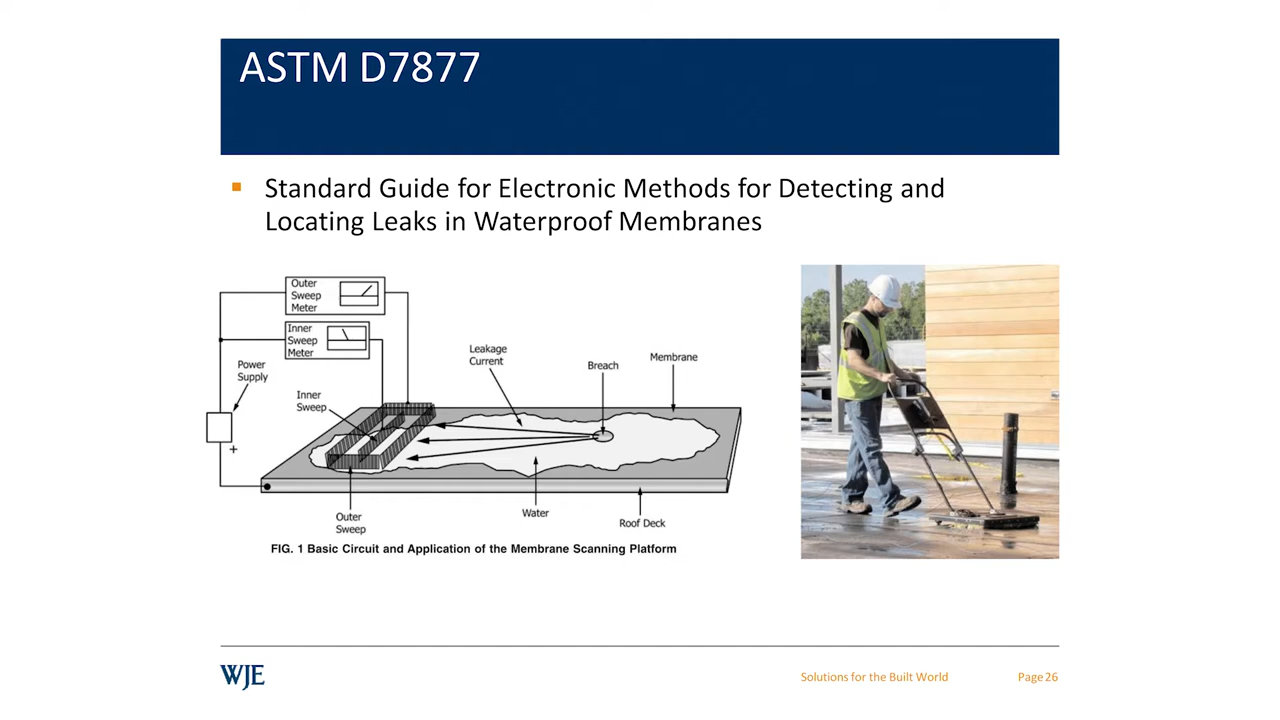 ASTM D7877
Standard Guide for Electronic Methods for Detecting and
Locating Leaks in Waterproof Membranes
Outer
Sweep
Meter
Inner
Sweep
Meter
Power
Supply
+
Inner
Sweep
Leakage
Current
Breach
Membrane
Outer
Sweep
Water
Roof Deck
FIG. 1 Basic Circuit and Application of the Membrane Scanning Platform
WJE
Solutions for the Built World
Page 26